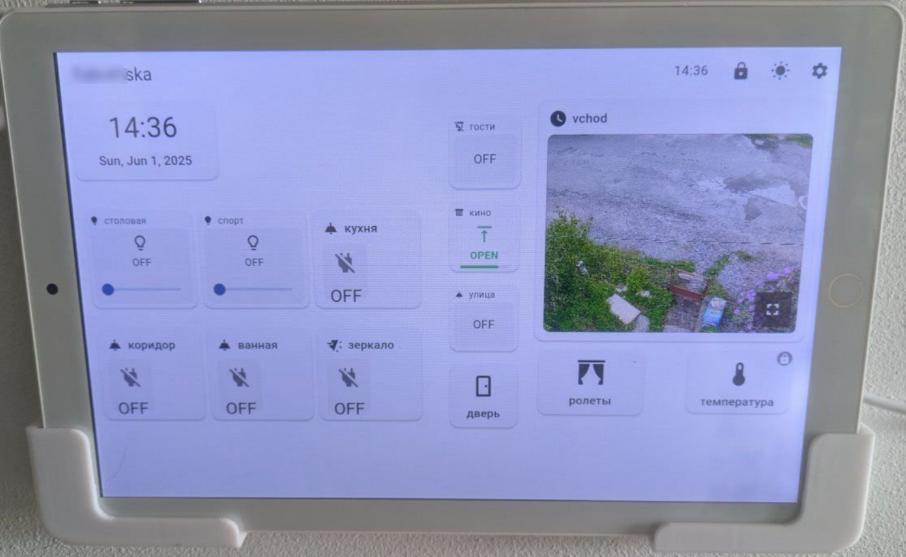 ska
14:36
14:36
Sun, Jun 1, 2025
столовая
OFF
спорт
OFF
кухня
OFF
коридор
OFF
ванная
OFF
зеркало
OFF
гости
OFF
кино
OPEN
улица
OFF
дверь
vchod
ролеты
температура